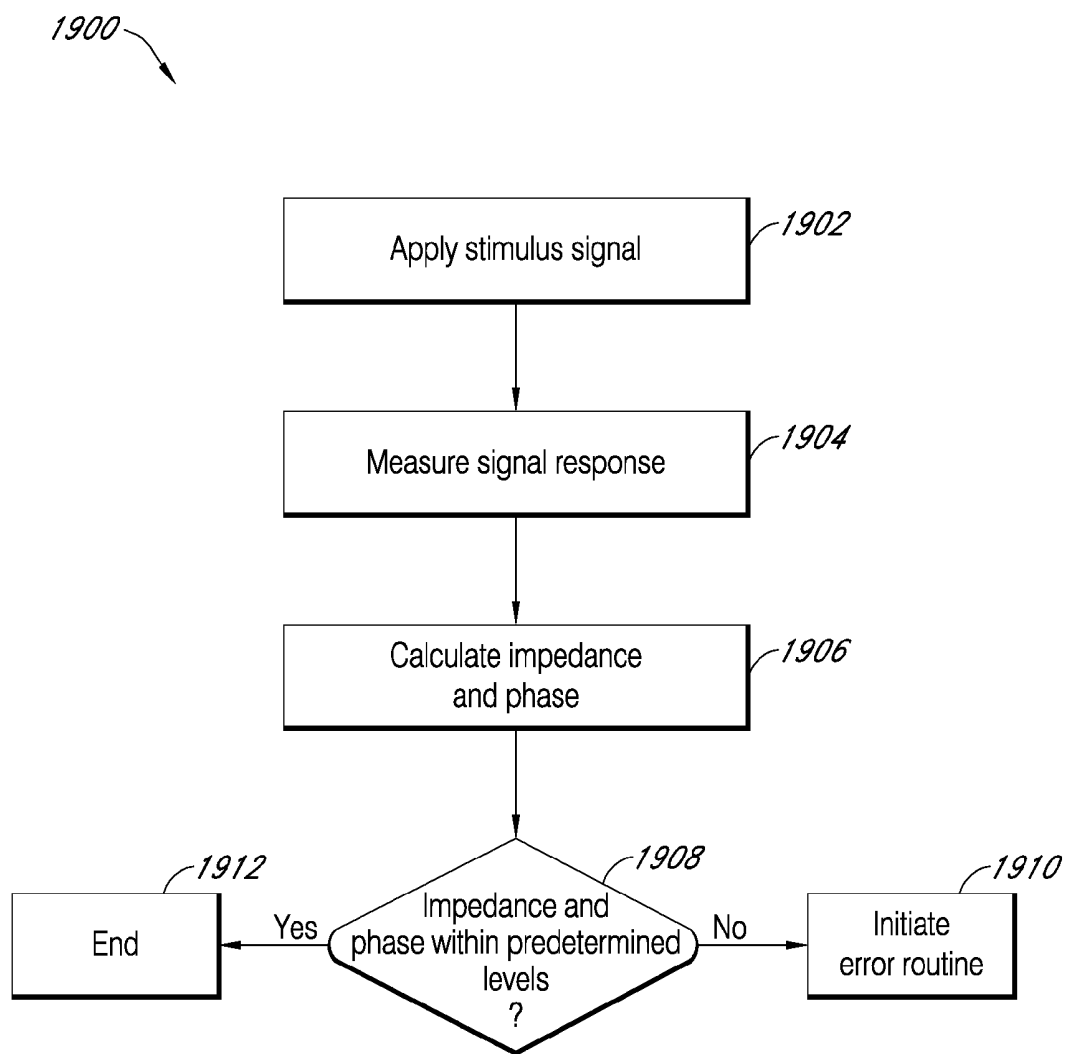 1900
Apply stimulus signal
1902
Measure signal response
1904
Calculate impedance
and phase
1906
1908
Impedance and
phase within predetermined
levels
?
Yes
1912
End
No
1910
Initiate
error routine